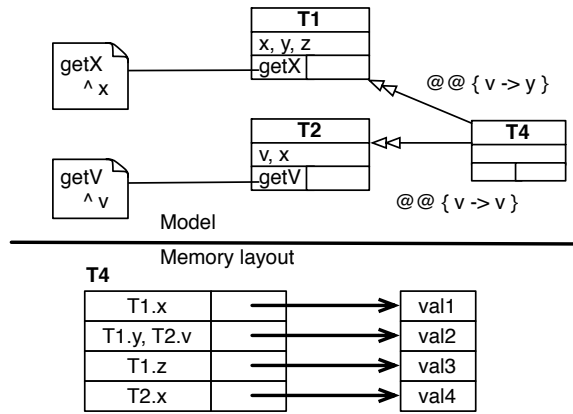 T1
x, y, z
getX
getX
^ x
@@ { v -> y }
T2
v, x
getV
T4
getV
^ v
@@ { v -> v }
Model
Memory layout
T4
T1.x
val1
T1.y, T2.v
val2
T1.z
val3
T2.x
val4